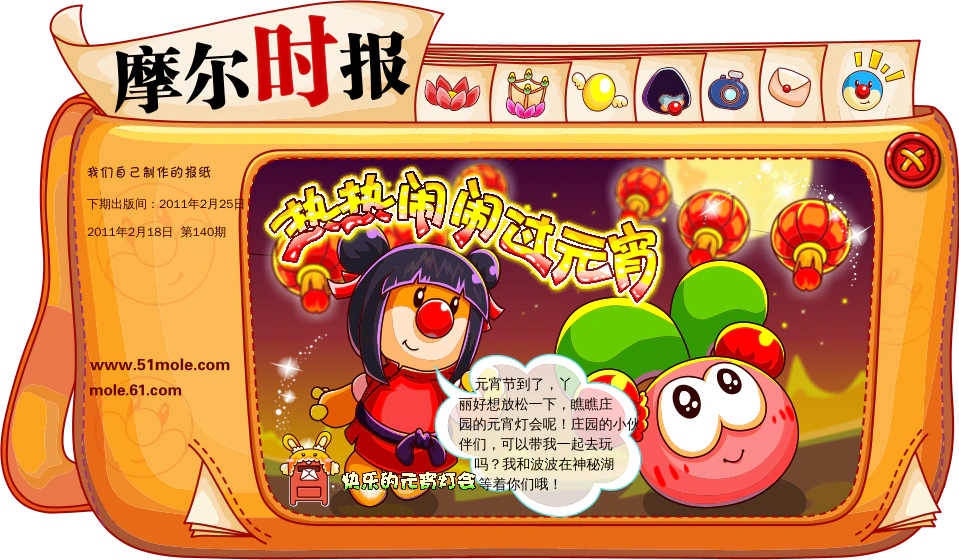 摩尔时报
我们自己制作的报纸
下期出版间：2011年2月25日
2011年2月18日 第140期
www.51mole.com
mole.61.com
热热闹闹过元宵
元宵节到了，丫
丽好想放松一下，瞧瞧庄
园的元宵灯会呢！庄园的小伙
伴们，可以带我一起去玩
吗？我和波波在神秘湖
等着你们哦！
快乐的元宵灯会